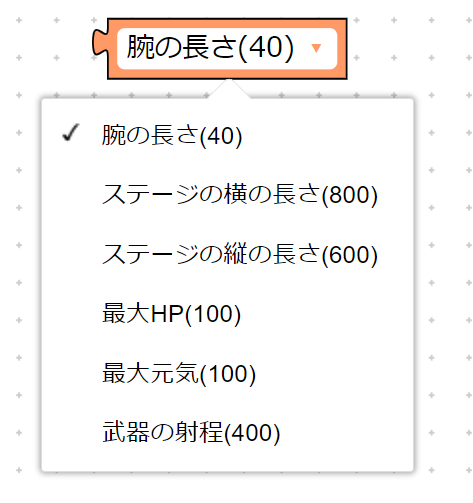 腕の長さ(40) ▼
✓ 腕の長さ(40)
ステージの横の長さ(800)
ステージの縦の長さ(600)
最大HP(100)
最大元気(100)
武器の射程(400)